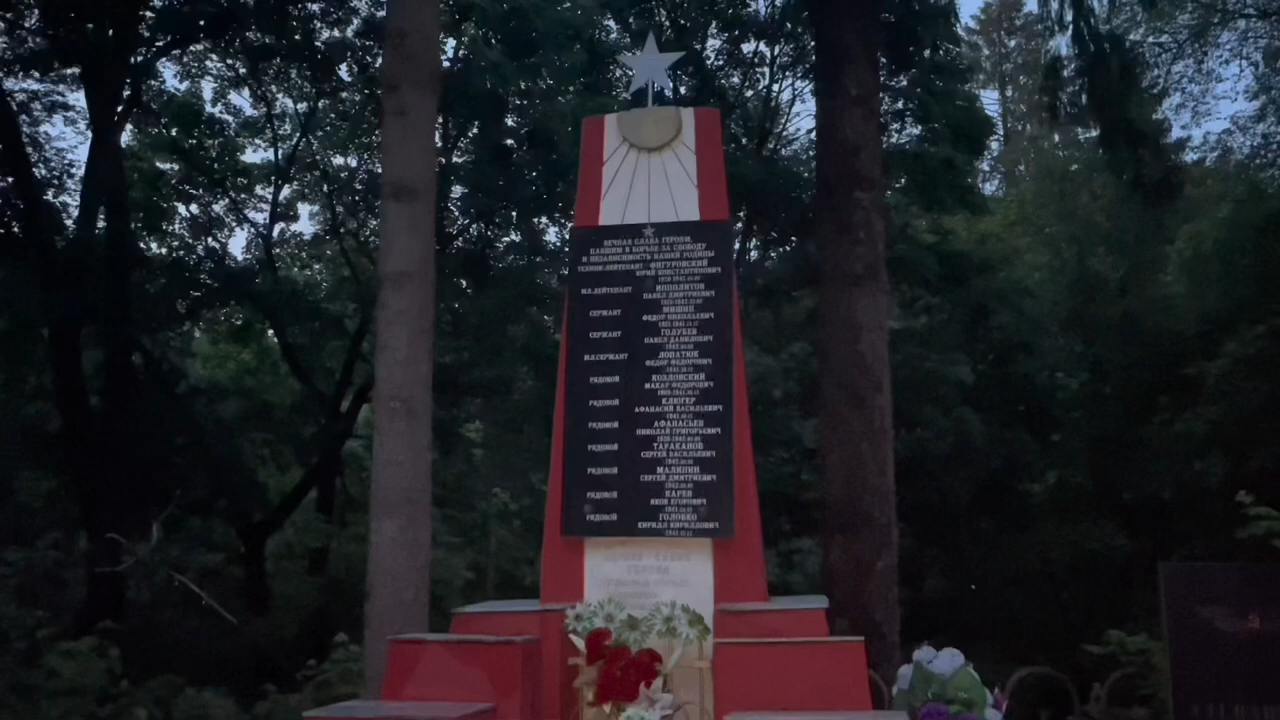 ВЕЧНАЯ СЛАВА ГЕРОЯМ,
ПАВШИМ В БОРЬБЕ ЗА СВОБОДУ
И НЕЗАВИСИМОСТЬ НАШЕЙ РОДИНЫ
ТЕХНИК-ЛЕЙТЕНАНТ ФИГУРОВСКИЙ
ЮРИЙ КОНСТАНТИНОВИЧ
МЛ.ЛЕЙТЕНАНТ ИППОЛИТОВ
ПАВЕЛ ДМИТРИЕВИЧ
СЕРЖАНТ МИШИН
ФЕДОР НИКОЛАЕВИЧ
СЕРЖАНТ ГОЛУБЕВ
ПАВЕЛ ДАНИЛОВИЧ
МЛ.СЕРЖАНТ ЛОПАТЮК
ФЕДОР ФЕДОРОВИЧ
РЯДОВОЙ КОЗЛОВСКИЙ
МАКАР ФЕДОРОВИЧ
РЯДОВОЙ КЛЮГЕР
АФАНАСИЙ ВАСИЛЬЕВИЧ
РЯДОВОЙ АФАНАСЬЕВ
НИКОЛАЙ ГРИГОРЬЕВИЧ
РЯДОВОЙ ТАРАКАНОВ
СЕРГЕЙ ВАСИЛЬЕВИЧ
РЯДОВОЙ МАЛИНИН
СЕРГЕЙ ДМИТРИЕВИЧ
РЯДОВОЙ КАРЕВ
ЯКОВ ЕГОРОВИЧ
РЯДОВОЙ ГОЛОВКО
КИРИЛЛ КИРИЛЛОВИЧ